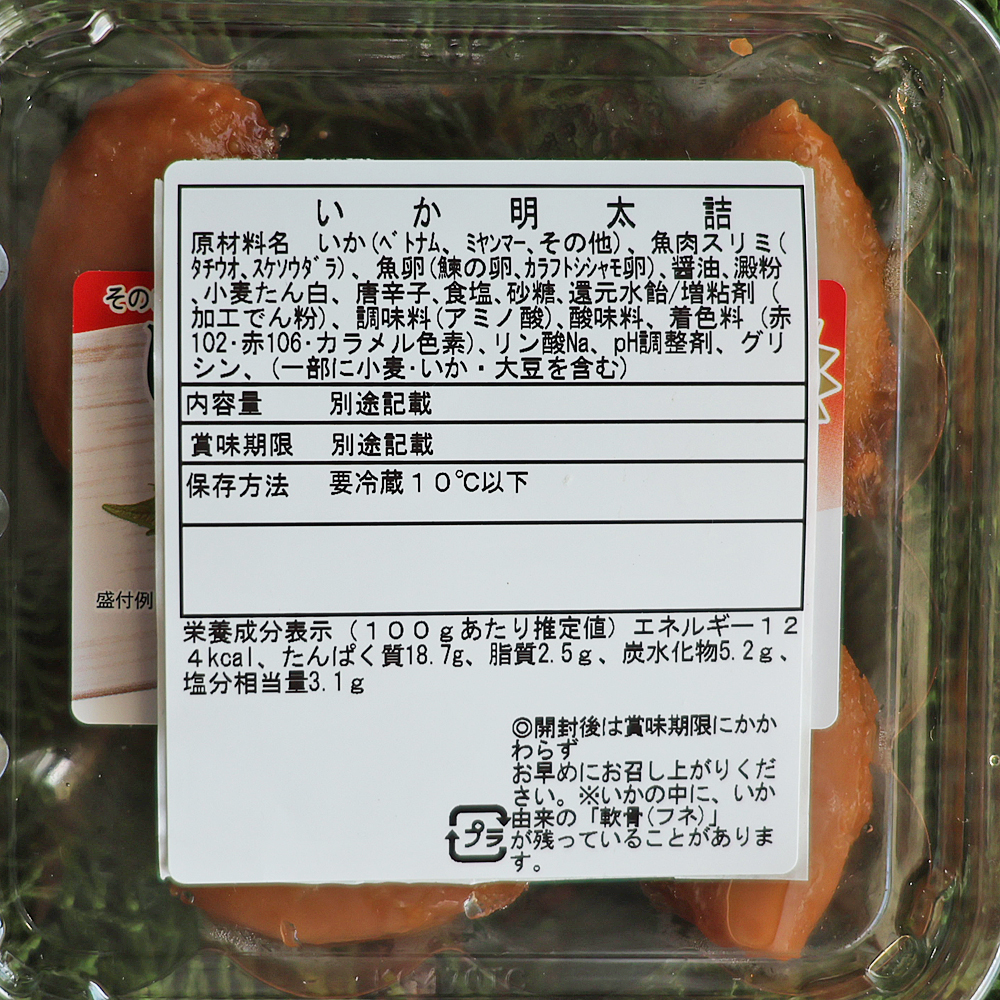 いか明太詰
原材料名 いか(ベトナム、ミヤンマー、その他)、魚肉スリミ(
タチウオ、スケソウダラ)、魚卵(鰊の卵、カラフトシシャモ卵)、醤油、澱粉
、小麦たん白、唐辛子、食塩、砂糖、還元水飴/増粘剤(
加工でん粉)、調味料(アミノ酸)、酸味料、着色料(赤
102・赤106・カラメル色素)、リン酸Na、pH調整剤、グリ
シン、(一部に小麦・いか・大豆を含む)
内容量 別途記載
賞味期限 別途記載
保存方法 要冷蔵10℃以下
栄養成分表示(100gあたり推定値)エネルギー12
4kcal、たんぱく質18.7g、脂質2.5g、炭水化物5.2g、
塩分相当量3.1g
◎開封後は賞味期限にかか
わらず
お早めにお召し上がりくだ
さい。※いかの中に、いか
由来の「軟骨(フネ)」
が残っていることがありま
す。
プラ
その
盛付例